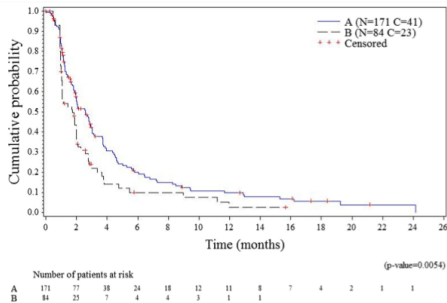 1.0
0.9
0.8
0.7
0.6
0.5
0.4
0.3
0.2
0.1
0.0
Cumulative probability
A (N=171 C=41)
B (N=84 C=23)
+ + + Censored
0 2 4 6 8 10 12 14 16 18 20 22 24 26
Time (months)
(p-value=0.0054)
Number of patients at risk
A 171 77 38 24 18 12 11 8 7 4 2 1 1
B 84 25 7 4 4 3 1 1